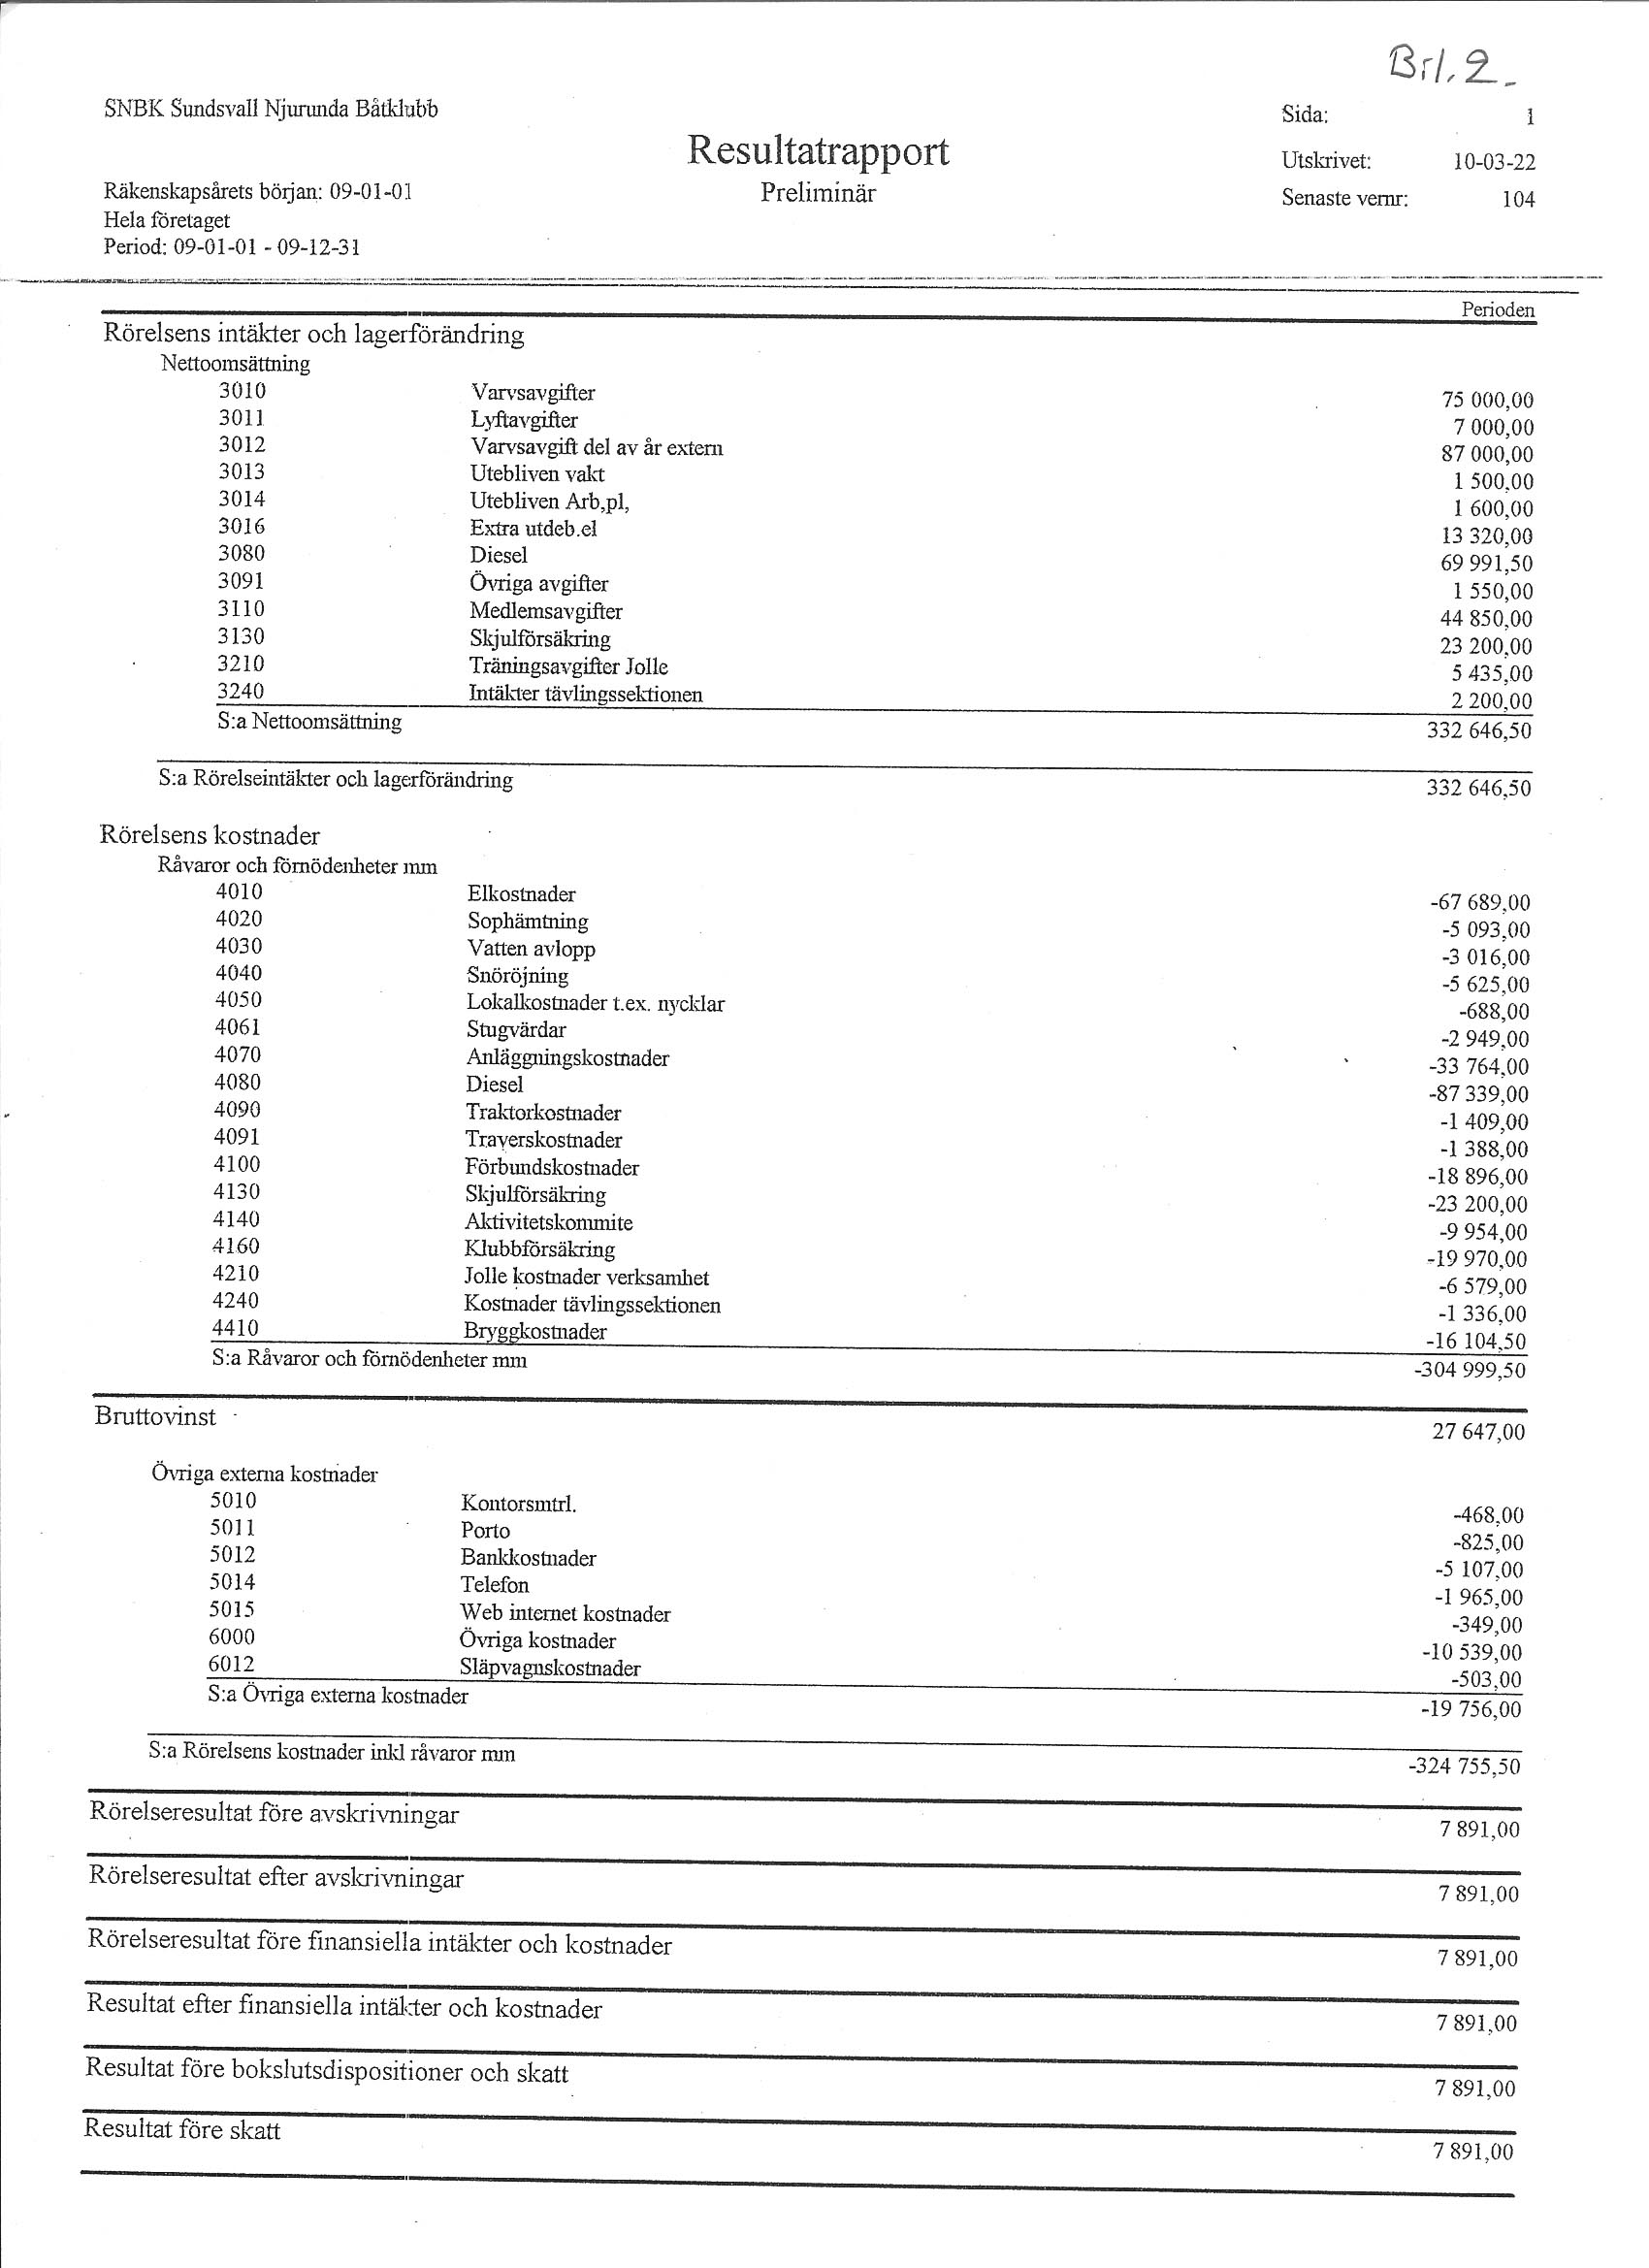 Bil. 2
SNBK Sundsvall Njurunda Båtklubb
Sida: 1
Resultatrapport
Utskrivet: 10-03-22
Räkenskapsårets början: 09-01-01
Preliminär
Senaste vernr: 104
Hela företaget
Period: 09-01-01 - 09-12-31
Perioden
Rörelsens intäkter och lagerförändring
Nettoomsättning
3010 Varvsavgifter 75 000,00
3011 Lyftavgifter 7 000,00
3012 Varvsavgift del av år extern 87 000,00
3013 Utebliven vakt 1 500,00
3014 Utebliven Arb,pl, 1 600,00
3016 Extra utdeb.el 13 320,00
3080 Diesel 69 991,50
3091 Övriga avgifter 1 550,00
3110 Medlemsavgifter 44 850,00
3130 Skjulförsäkring 23 200,00
3210 Träningsavgifter Jolle 5 435,00
3240 Intäkter tävlingssektionen 2 200,00
S:a Nettoomsättning 332 646,50
S:a Rörelseintäkter och lagerförändring 332 646,50
Rörelsens kostnader
Råvaror och förnödenheter mm
4010 Elkostnader -67 689,00
4020 Sophämtning -5 093,00
4030 Vatten avlopp -3 016,00
4040 Snöröjning -5 625,00
4050 Lokalkostnader t.ex. nycklar -688,00
4061 Stugvärdar -2 949,00
4070 Anläggningskostnader -33 764,00
4080 Diesel -87 339,00
4090 Traktorkostnader -1 409,00
4091 Traverskostnader -1 388,00
4100 Förbundskostnader -18 896,00
4130 Skjulförsäkring -23 200,00
4140 Aktivitetskommite -9 954,00
4160 Klubbförsäkring -19 970,00
4210 Jolle kostnader verksamhet -6 579,00
4240 Kostnader tävlingssektionen -1 336,00
4410 Bryggkostnader -16 104,50
S:a Råvaror och förnödenheter mm -304 999,50
Bruttovinst 27 647,00
Övriga externa kostnader
5010 Kontorsmtrl. -468,00
5011 Porto -825,00
5012 Bankkostnader -5 107,00
5014 Telefon -1 965,00
5015 Web internet kostnader -349,00
6000 Övriga kostnader -10 539,00
6012 Släpvagnskostnader -503,00
S:a Övriga externa kostnader -19 756,00
S:a Rörelsens kostnader inkl råvaror mm -324 755,50
Rörelseresultat före avskrivningar 7 891,00
Rörelseresultat efter avskrivningar 7 891,00
Rörelseresultat före finansiella intäkter och kostnader 7 891,00
Resultat efter finansiella intäkter och kostnader 7 891,00
Resultat före bokslutsdispositioner och skatt 7 891,00
Resultat före skatt 7 891,00